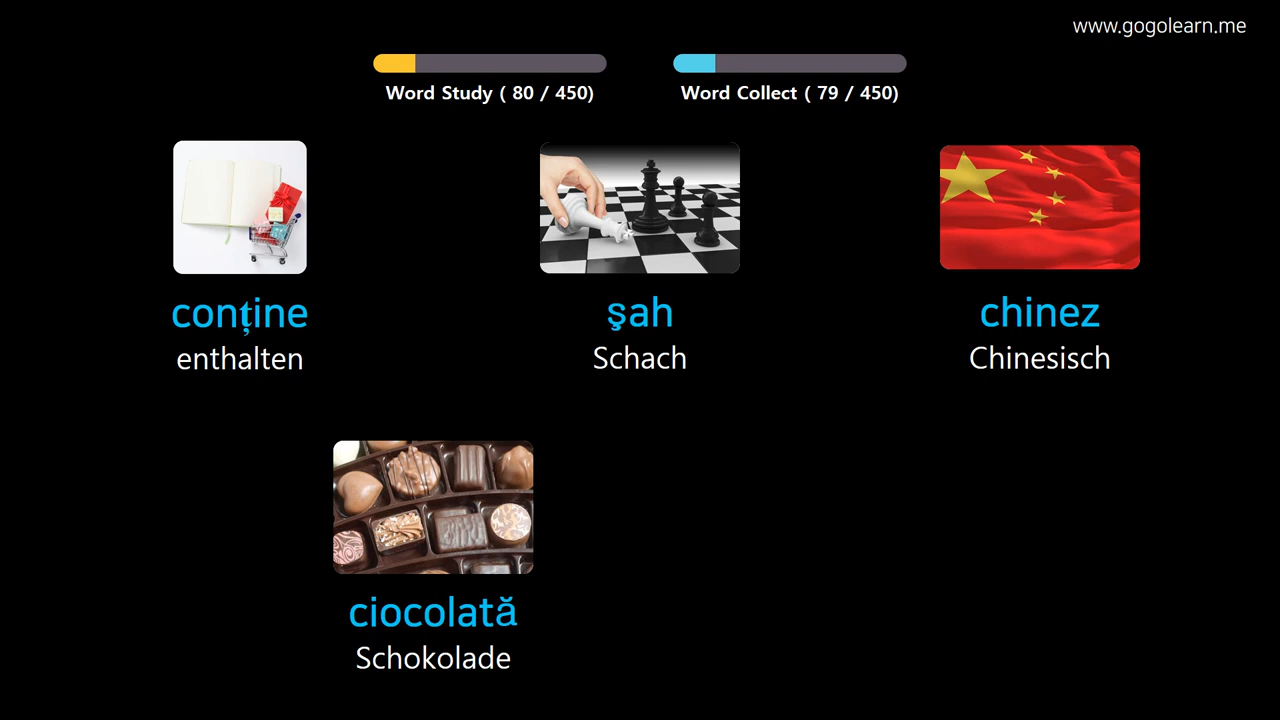 www.gogolearn.me
Word Study ( 80 / 450)
Word Collect ( 79 / 450)
conține
enthalten
şah
Schach
chinez
Chinesisch
ciocolată
Schokolade